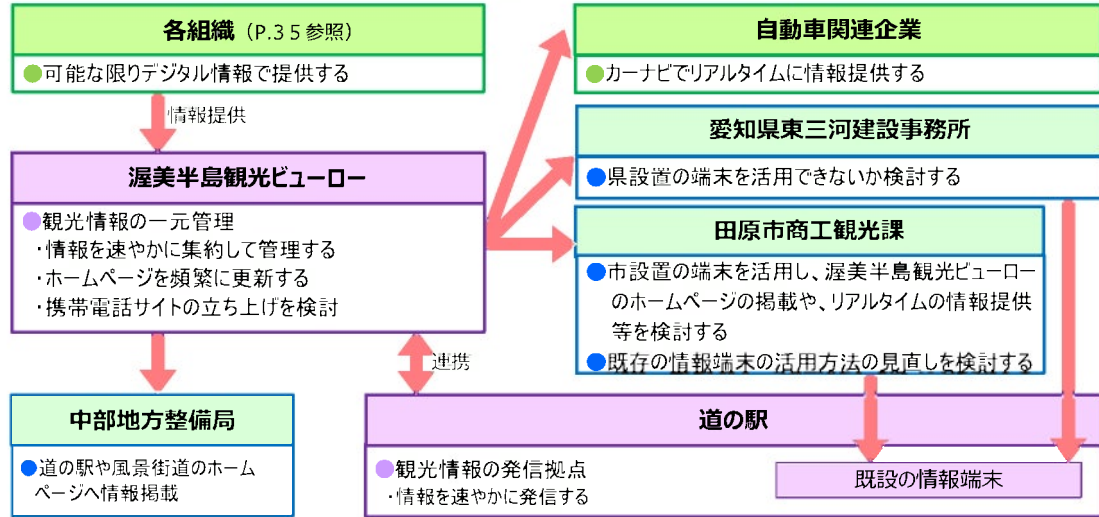 各組織（P.35参照）
●可能な限りデジタル情報で提供する
情報提供
渥美半島観光ビューロー
●観光情報の一元管理
・情報を速やかに集約して管理する
・ホームページを頻繁に更新する
・携帯電話サイトの立ち上げを検討
中部地方整備局
●道の駅や風景街道のホーム
ページへ情報掲載
自動車関連企業
●カーナビでリアルタイムに情報提供する
愛知県東三河建設事務所
●県設置の端末を活用できないか検討する
田原市商工観光課
●市設置の端末を活用し、渥美半島観光ビューロー
のホームページの掲載や、リアルタイムの情報提供
等を検討する
●既存の情報端末の活用方法の見直しを検討する
連携
道の駅
●観光情報の発信拠点
・情報を速やかに発信する
既設の情報端末